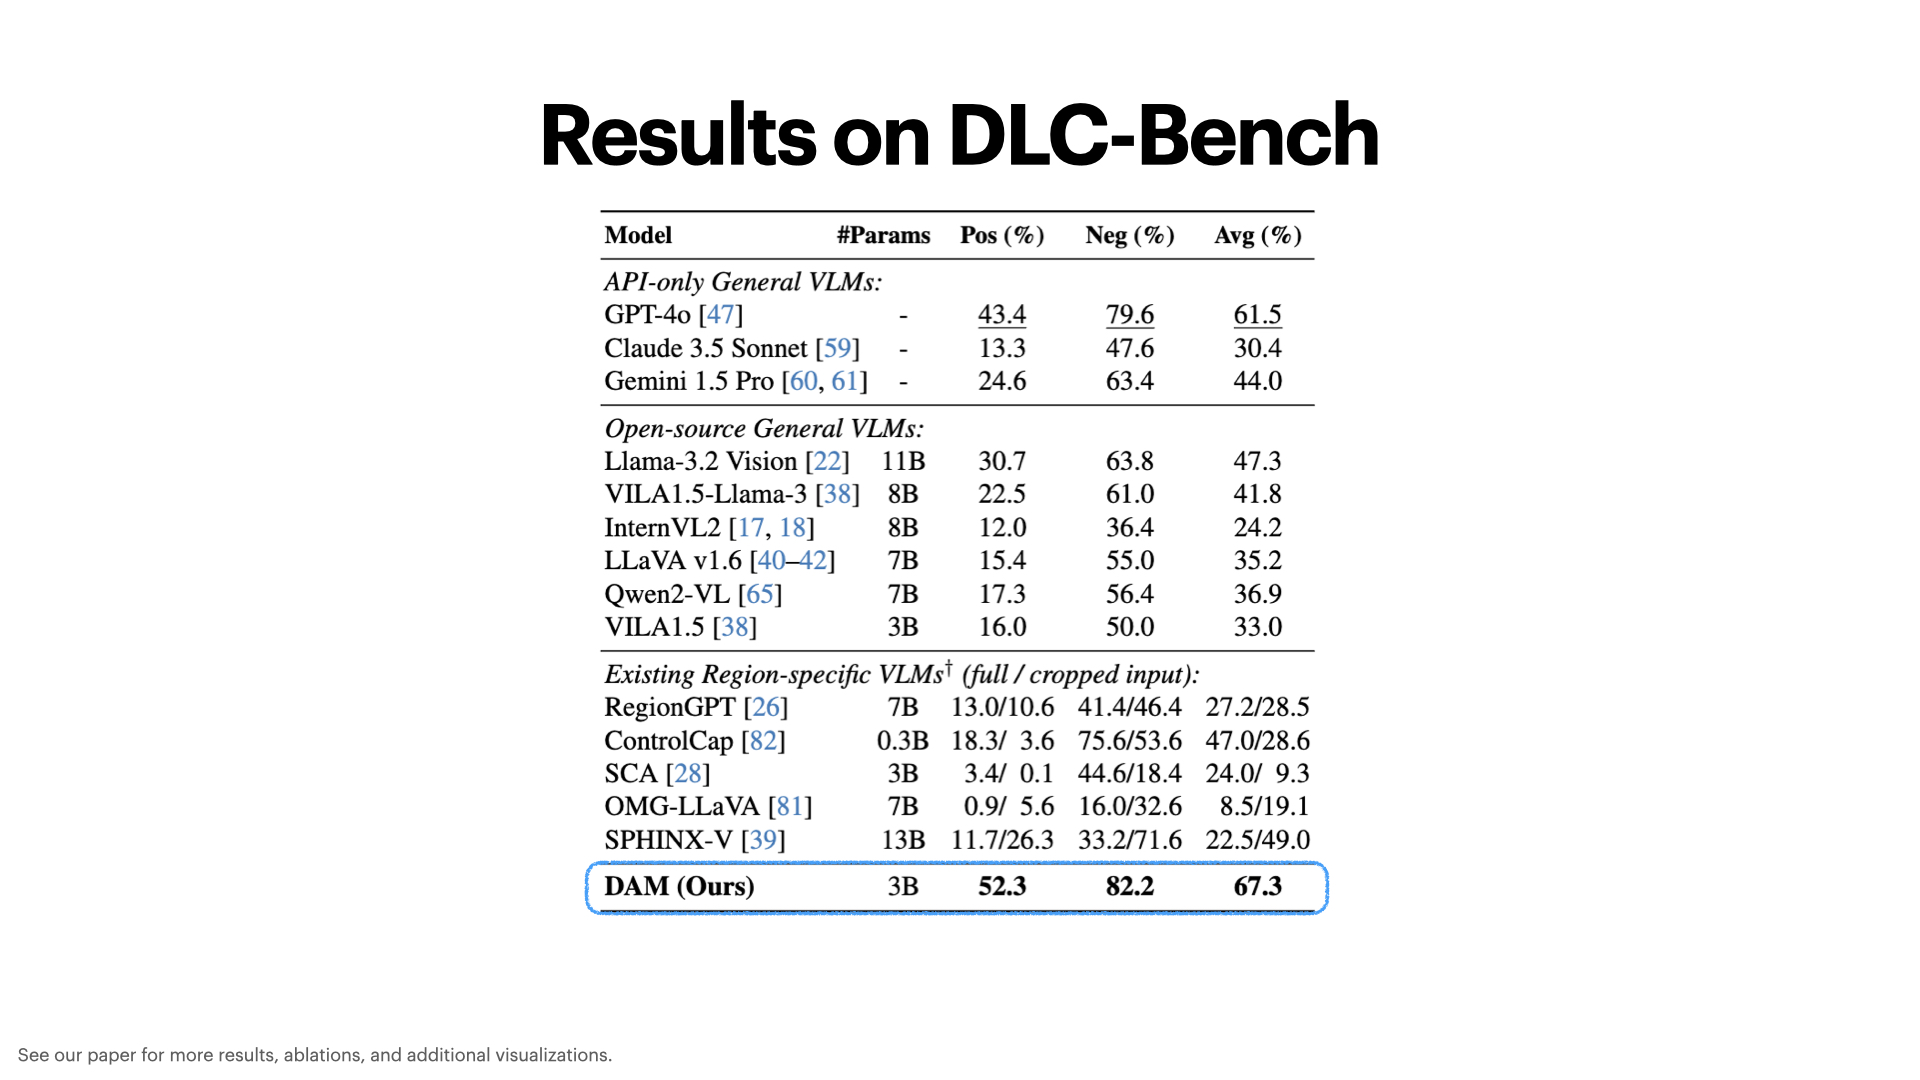 Results on DLC-Bench
Model #Params Pos (%) Neg (%) Avg (%)
API-only General VLMs:
GPT-4o [47] - 43.4 79.6 61.5
Claude 3.5 Sonnet [59] - 13.3 47.6 30.4
Gemini 1.5 Pro [60, 61] - 24.6 63.4 44.0
Open-source General VLMs:
Llama-3.2 Vision [22] 11B 30.7 63.8 47.3
VILA1.5-Llama-3 [38] 8B 22.5 61.0 41.8
InternVL2 [17, 18] 8B 12.0 36.4 24.2
LLaVA v1.6 [40–42] 7B 15.4 55.0 35.2
Qwen2-VL [65] 7B 17.3 56.4 36.9
VILA1.5 [38] 3B 16.0 50.0 33.0
Existing Region-specific VLMs† (full / cropped input):
RegionGPT [26] 7B 13.0/10.6 41.4/46.4 27.2/28.5
ControlCap [82] 0.3B 18.3/ 3.6 75.6/53.6 47.0/28.6
SCA [28] 3B 3.4/ 0.1 44.6/18.4 24.0/ 9.3
OMG-LLaVA [81] 7B 0.9/ 5.6 16.0/32.6 8.5/19.1
SPHINX-V [39] 13B 11.7/26.3 33.2/71.6 22.5/49.0
DAM (Ours) 3B 52.3 82.2 67.3
See our paper for more results, ablations, and additional visualizations.